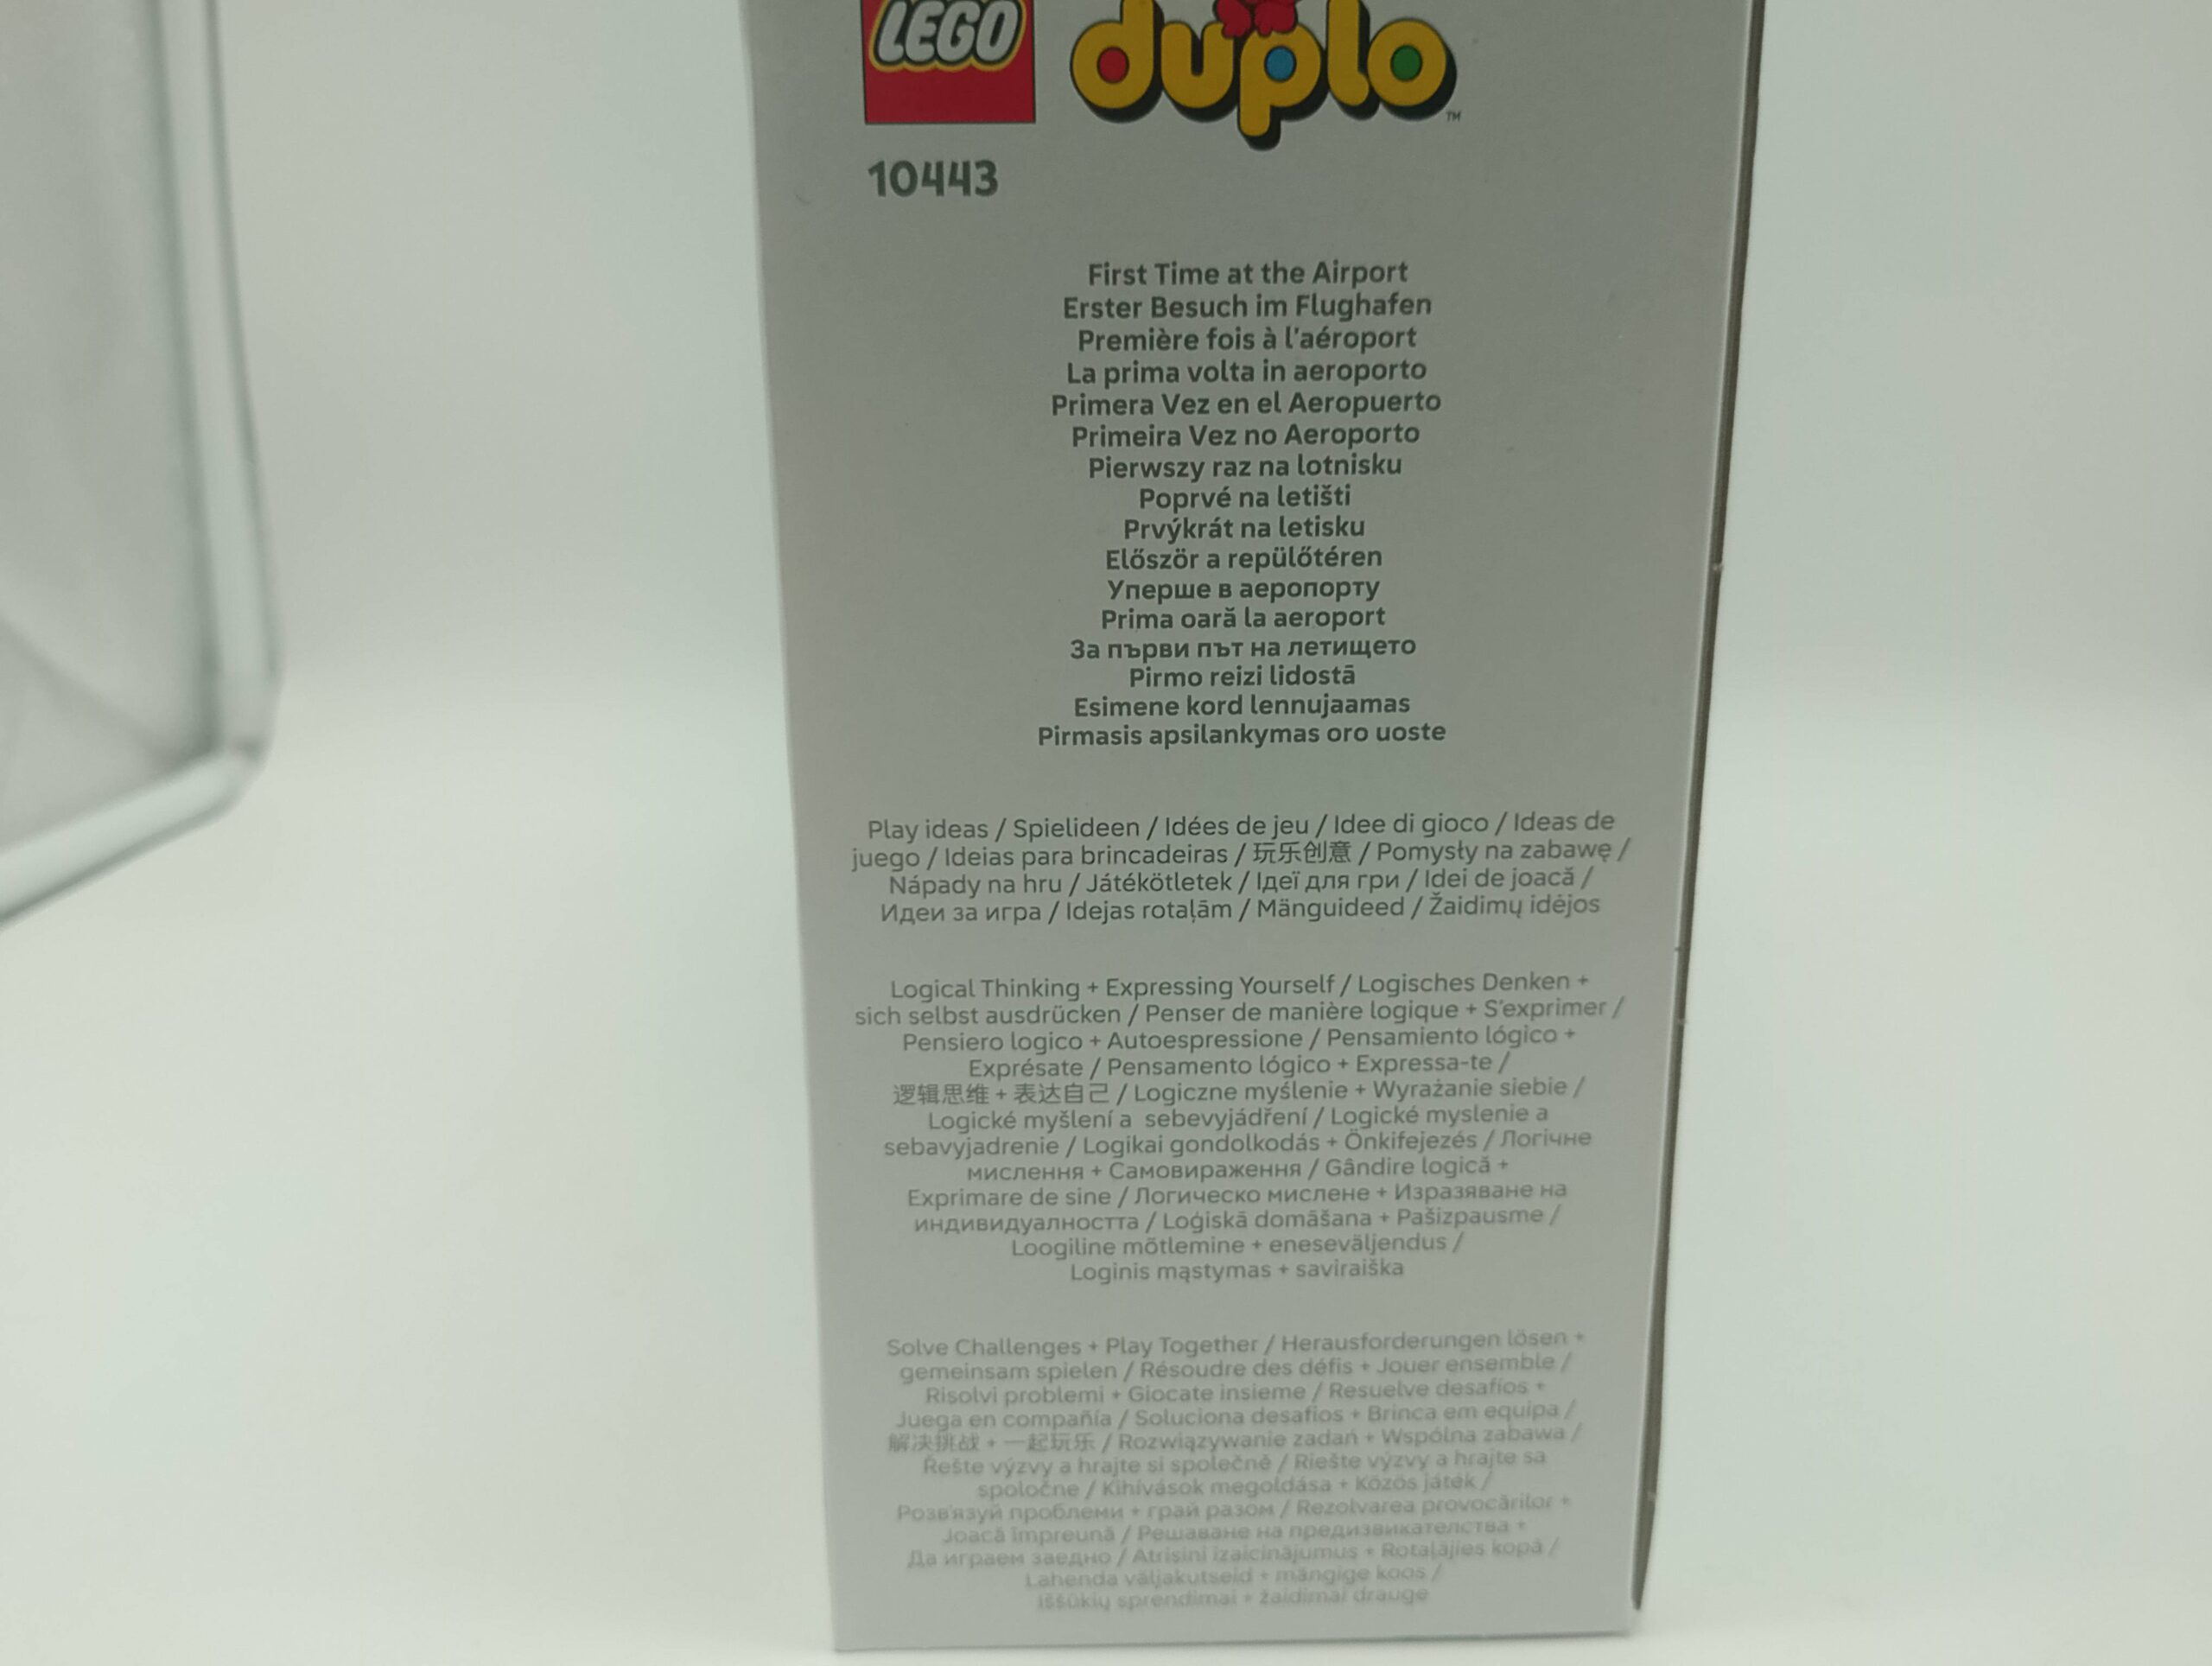 LEGO duplo ™
10443
First Time at the Airport
Erster Besuch im Flughafen
Première fois à l'aéroport
La prima volta in aeroporto
Primera Vez en el Aeropuerto
Primeira Vez no Aeroporto
Pierwszy raz na lotnisku
Poprvé na letišti
Prvýkrát na letisku
Először a repülőtéren
Уперше в аеропорту
Prima oară la aeroport
За първи път на летището
Pirmo reizi lidostā
Esimene kord lennujaamas
Pirmasis apsilankymas oro uoste
Play ideas / Spielideen / Idées de jeu / Idee di gioco / Ideas de
juego / Ideias para brincadeiras / 玩乐创意 / Pomysły na zabawę /
Nápady na hru / Játékötletek / Ідеї для гри / Idei de joacă /
Идеи за игра / Idejas rotaļām / Mänguideed / Žaidimų idėjos
Logical Thinking + Expressing Yourself / Logisches Denken +
sich selbst ausdrücken / Penser de manière logique + S'exprimer /
Pensiero logico + Autoespressione / Pensamiento lógico +
Exprésate / Pensamento lógico + Expressa-te /
逻辑思维 + 表达自己 / Logiczne myślenie + Wyrażanie siebie /
Logické myšlení a sebevyjádření / Logické myslenie a
sebavyjadrenie / Logikai gondolkodás + Önkifejezés / Логічне
мислення + Самовираження / Gândire logică +
Exprimare de sine / Логическо мислене + Изразяване на
индивидуалността / Loģiskā domāšana + Pašizpausme /
Loogiline mõtlemine + eneseväljendus /
Loginis mąstymas + saviraiška
Solve Challenges + Play Together / Herausforderungen lösen +
gemeinsam spielen / Résoudre des défis + Jouer ensemble /
Risolvi problemi + Giocate insieme / Resuelve desafíos +
Juega en compañía / Soluciona desafios + Brinca em equipa /
解决挑战 + 一起玩乐 / Rozwiązywanie zadań + Wspólna zabawa /
Řešte výzvy a hrajte si společně / Riešte výzvy a hrajte sa
spoločne / Kihívások megoldása + Közös játék /
Розв'язуй проблеми + грай разом / Rezolvarea provocărilor +
Joacă împreună / Решаване на предизвикателства +
Да играем заедно / Atrisini izaicinājumus + Rotaļājies kopā /
Lahenda väljakutseid + mängige koos /
Iššūkių sprendimai + žaidimai drauge